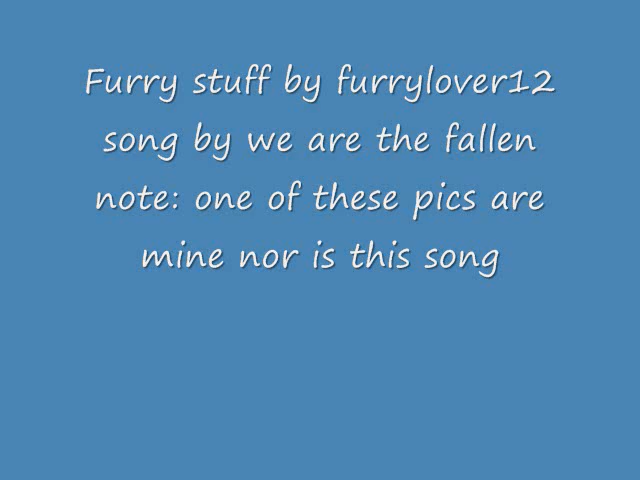 Furry stuff by furrylover12
song by we are the fallen
note: one of these pics are
mine nor is this song